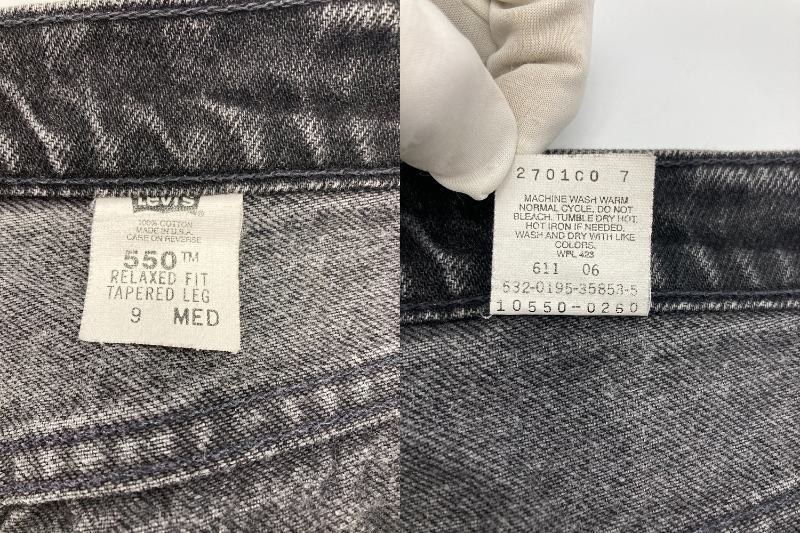 Levi's®
100% COTTON
MADE IN U.S.A.
CARE ON REVERSE
550™
RELAXED FIT
TAPERED LEG
9 MED
2701C0 7
MACHINE WASH WARM
NORMAL CYCLE. DO NOT
BLEACH. TUMBLE DRY HOT.
HOT IRON IF NEEDED.
WASH AND DRY WITH LIKE
COLORS.
WPL 423
611 06
532-0195-35853-5
10550-0260